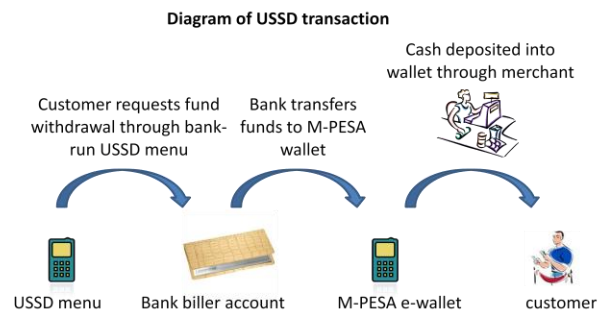 Diagram of USSD transaction
Cash deposited into
wallet through merchant
Customer requests fund
withdrawal through bank-
run USSD menu
Bank transfers
funds to M-PESA
wallet
USSD menu
Bank biller account
M-PESA e-wallet
customer